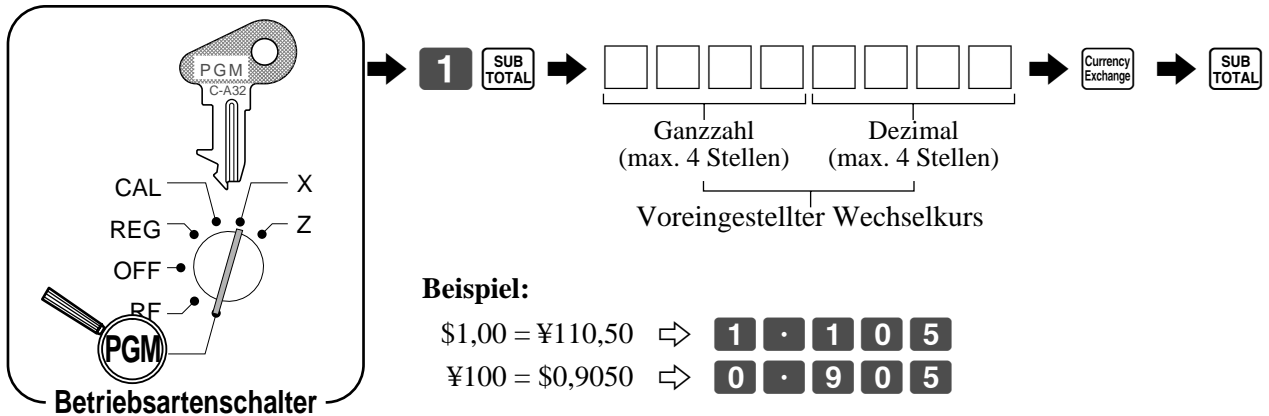 PGM
C-A32
CAL
X
REG
Z
OFF
RF
PGM
Betriebsartenschalter
1 SUB TOTAL
Currency Exchange
SUB TOTAL
Ganzzahl
(max. 4 Stellen)
Dezimal
(max. 4 Stellen)
Voreingestellter Wechselkurs
Beispiel:
$1,00 = ¥110,50 ⇨ 1 · 1 0 5
¥100 = $0,9050 ⇨ 0 · 9 0 5